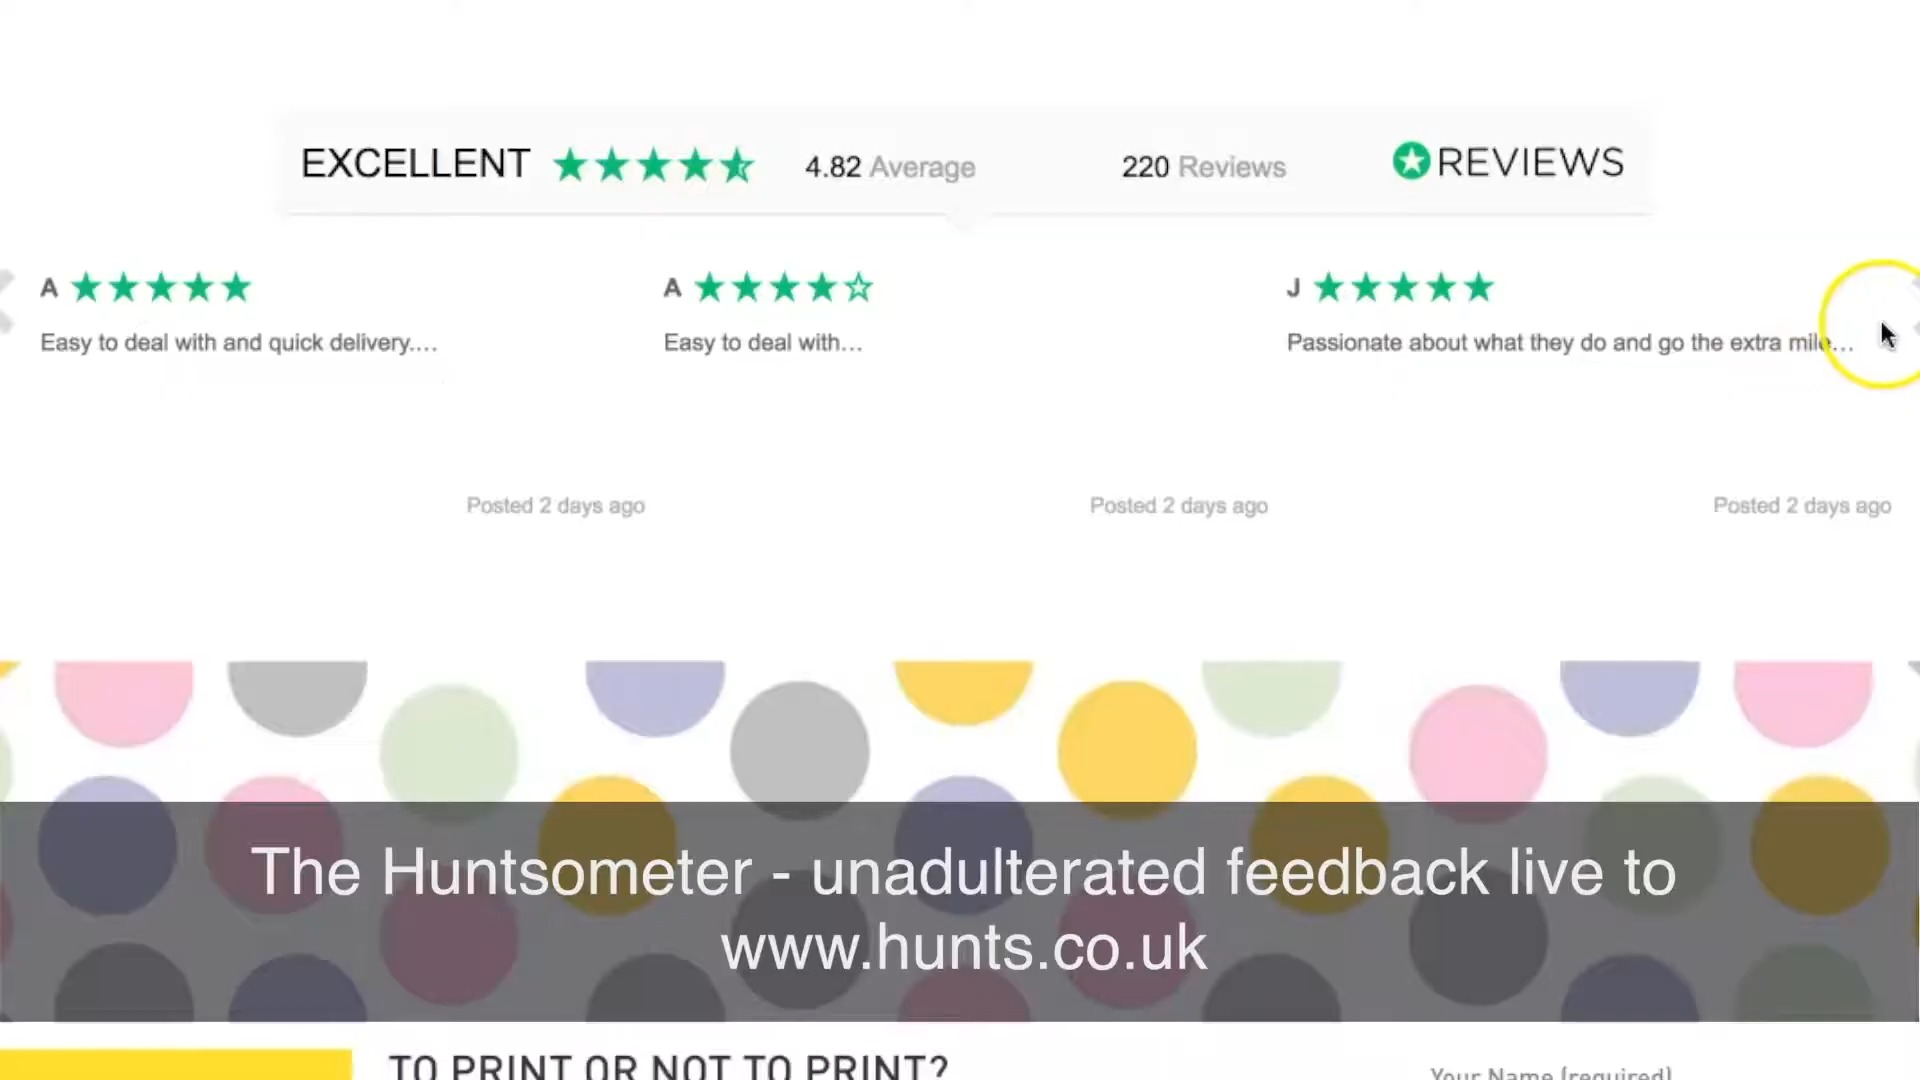 EXCELLENT 4.82 Average 220 Reviews REVIEWS
A
Easy to deal with and quick delivery....
Posted 2 days ago
A
Easy to deal with...
Posted 2 days ago
J
Passionate about what they do and go the extra mile...
Posted 2 days ago
The Huntsometer - unadulterated feedback live to
www.hunts.co.uk
TO PRINT OR NOT TO PRINT?
Your Name (required)